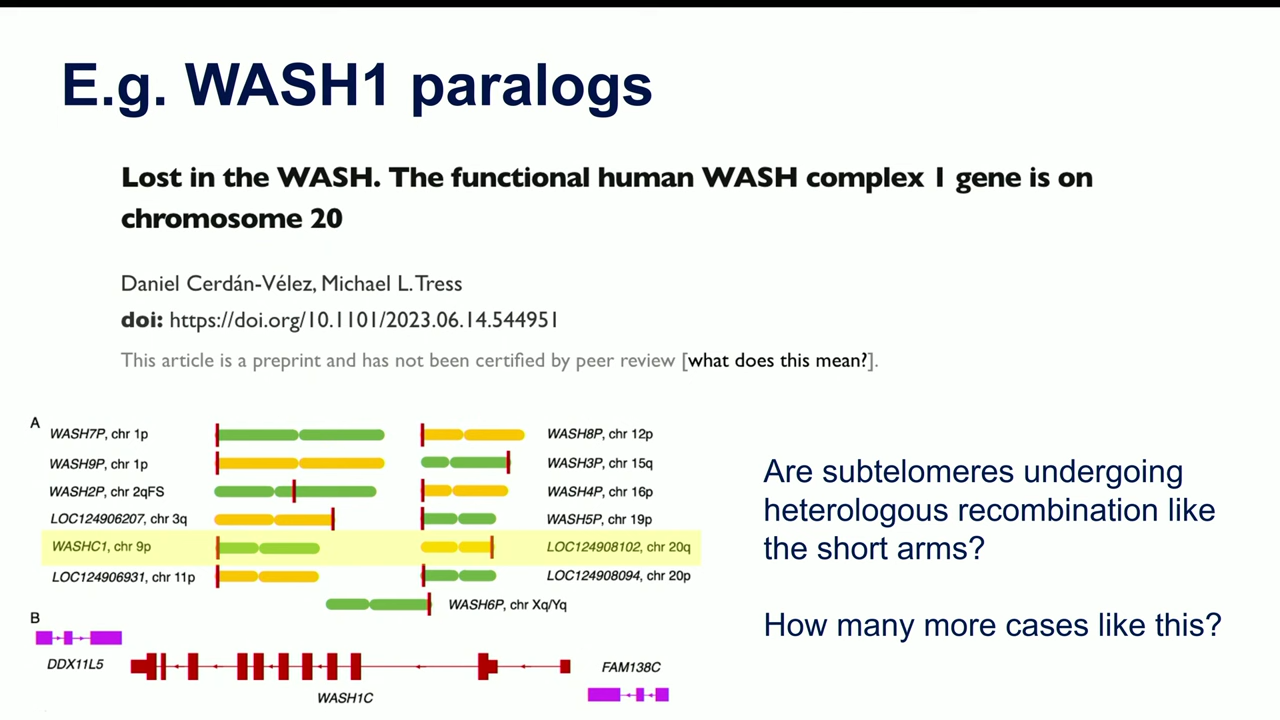 E.g. WASH1 paralogs
Lost in the WASH. The functional human WASH complex 1 gene is on
chromosome 20
Daniel Cerdán-Vélez, Michael L. Tress
doi: https://doi.org/10.1101/2023.06.14.544951
This article is a preprint and has not been certified by peer review [what does this mean?].
A
WASH7P, chr 1p
WASH9P, chr 1p
WASH2P, chr 2qFS
LOC124906207, chr 3q
WASHC1, chr 9p
LOC124906931, chr 11p
WASH8P, chr 12p
WASH3P, chr 15q
WASH4P, chr 16p
WASH5P, chr 19p
LOC124908102, chr 20q
LOC124908094, chr 20p
WASH6P, chr Xq/Yq
B
DDX11L5
WASH1C
FAM138C
Are subtelomeres undergoing
heterologous recombination like
the short arms?
How many more cases like this?